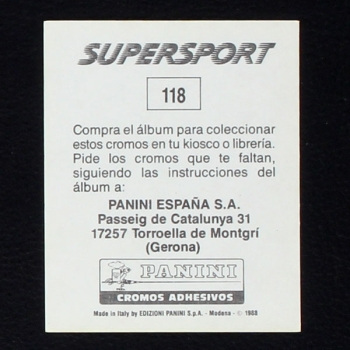 SUPERSPORT
118
Compra el álbum para coleccionar
estos cromos en tu kiosco o librería.
Pide los cromos que te faltan,
siguiendo las instrucciones del
álbum a:
PANINI ESPAÑA S.A.
Passeig de Catalunya 31
17257 Torroella de Montgrí
(Gerona)
PANINI
CROMOS ADHESIVOS
Made in Italy by EDIZIONI PANINI S.p.A. - Modena - © 1988